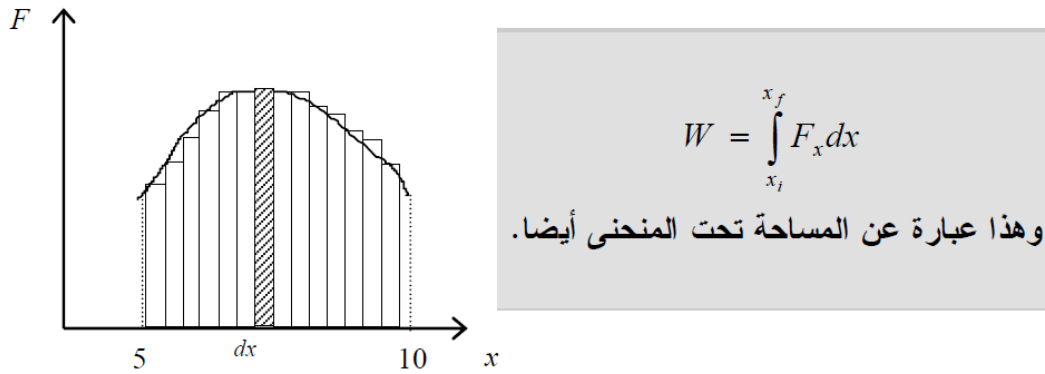 F
5
dx
10
x
W = ∫_{x_i}^{x_f} F_x dx
وهذا عبارة عن المساحة تحت المنحنى أيضا.